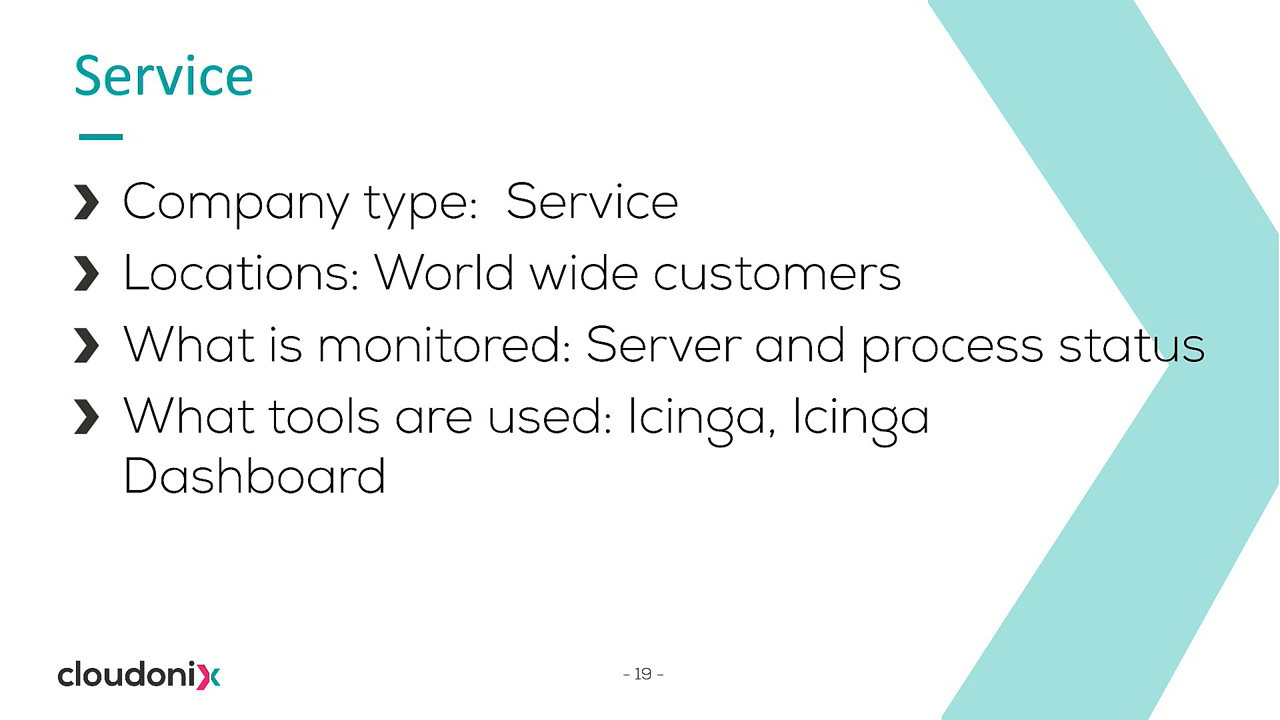 Service
Company type:  Service
Locations: World wide customers
What is monitored: Server and process status
What tools are used: Icinga, Icinga
Dashboard
cloudonix
- 19 -